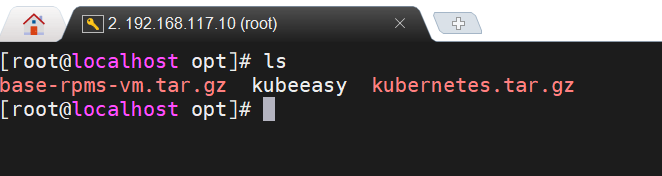 2. 192.168.117.10 (root)
[root@localhost opt]# ls
base-rpms-vm.tar.gz  kubeeasy  kubernetes.tar.gz
[root@localhost opt]#